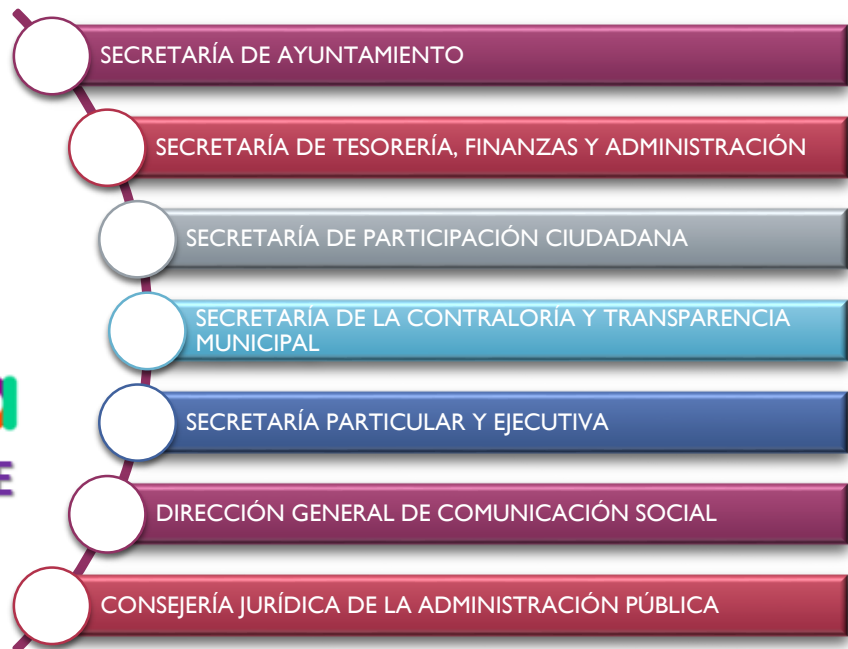 SECRETARÍA DE AYUNTAMIENTO
SECRETARÍA DE TESORERÍA, FINANZAS Y ADMINISTRACIÓN
SECRETARÍA DE PARTICIPACIÓN CIUDADANA
SECRETARÍA DE LA CONTRALORÍA Y TRANSPARENCIA
MUNICIPAL
SECRETARÍA PARTICULAR Y EJECUTIVA
DIRECCIÓN GENERAL DE COMUNICACIÓN SOCIAL
CONSEJERÍA JURÍDICA DE LA ADMINISTRACIÓN PÚBLICA